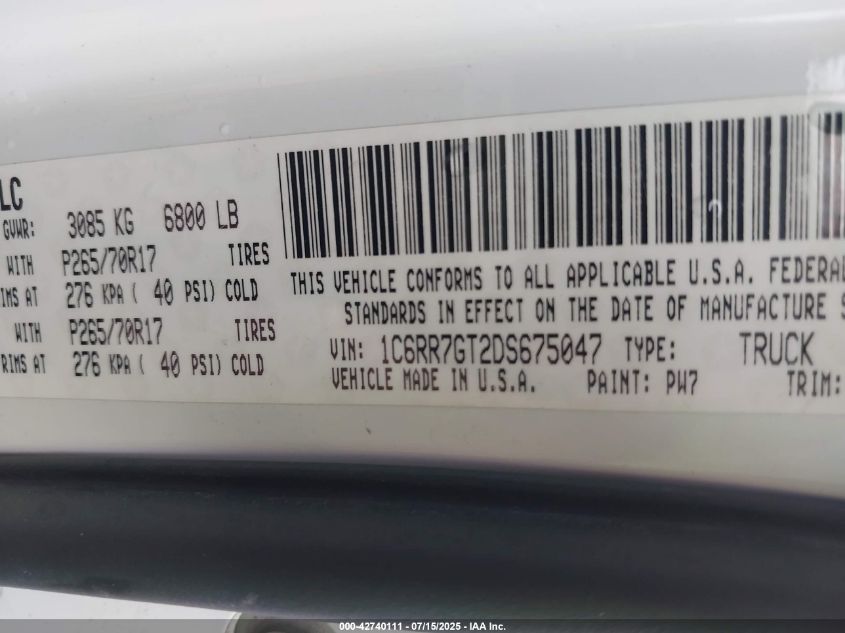 LC
GVWR: 3085 KG 6800 LB
WITH P265/70R17 TIRES
IMS AT 276 KPA ( 40 PSI) COLD
WITH P265/70R17 TIRES
RIMS AT 276 KPA ( 40 PSI) COLD
THIS VEHICLE CONFORMS TO ALL APPLICABLE U.S.A. FEDERAL
STANDARDS IN EFFECT ON THE DATE OF MANUFACTURE S
VIN: 1C6RR7GT2DS675047 TYPE: TRUCK
VEHICLE MADE IN U.S.A. PAINT: PW7 TRIM:
000-42740111 - 07/15/2025 - IAA Inc.